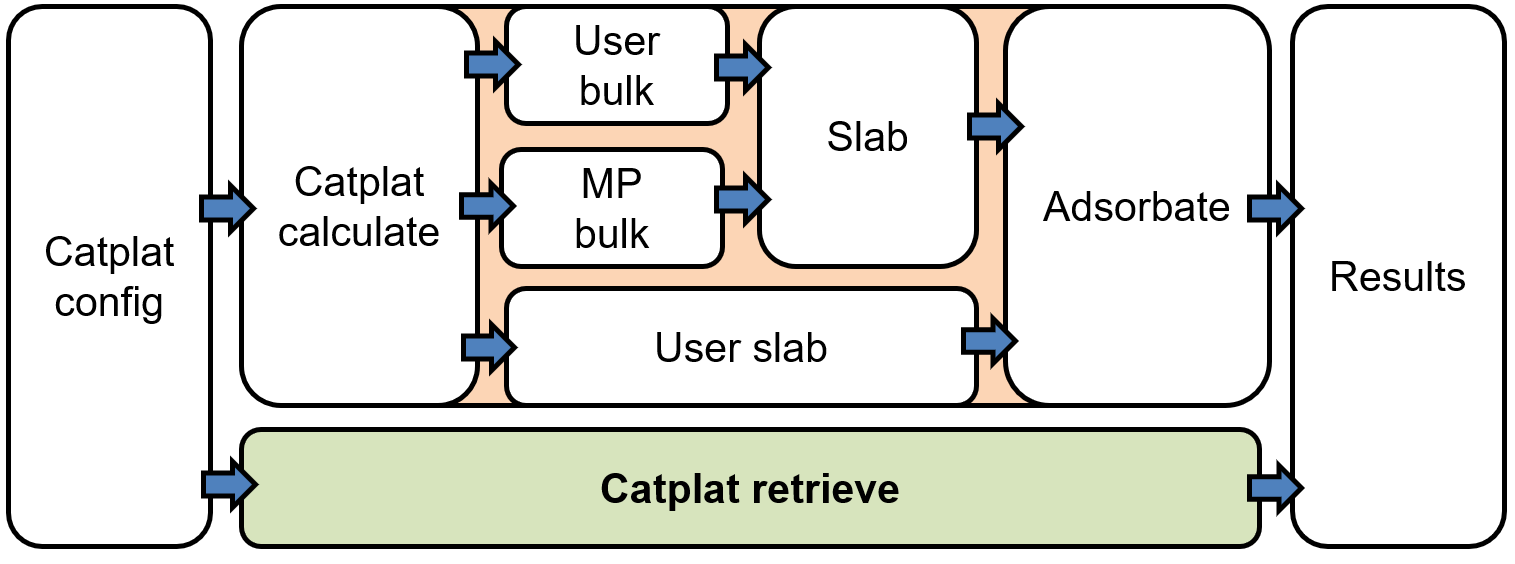 Catplat
config
Catplat
calculate
User
bulk
MP
bulk
User slab
Slab
Adsorbate
Results
Catplat retrieve